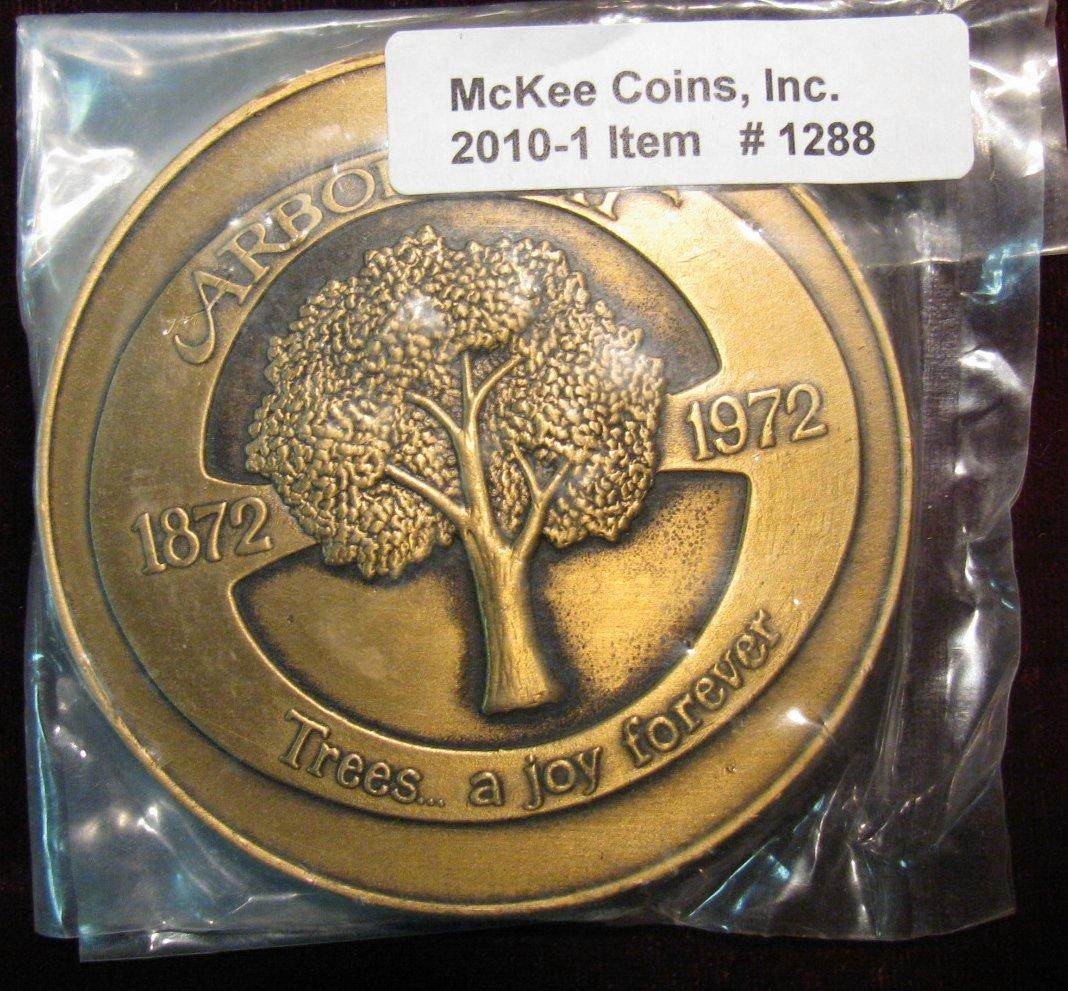 McKee Coins, Inc.
2010-1 Item # 1288
1872
1972
Trees... a joy forever